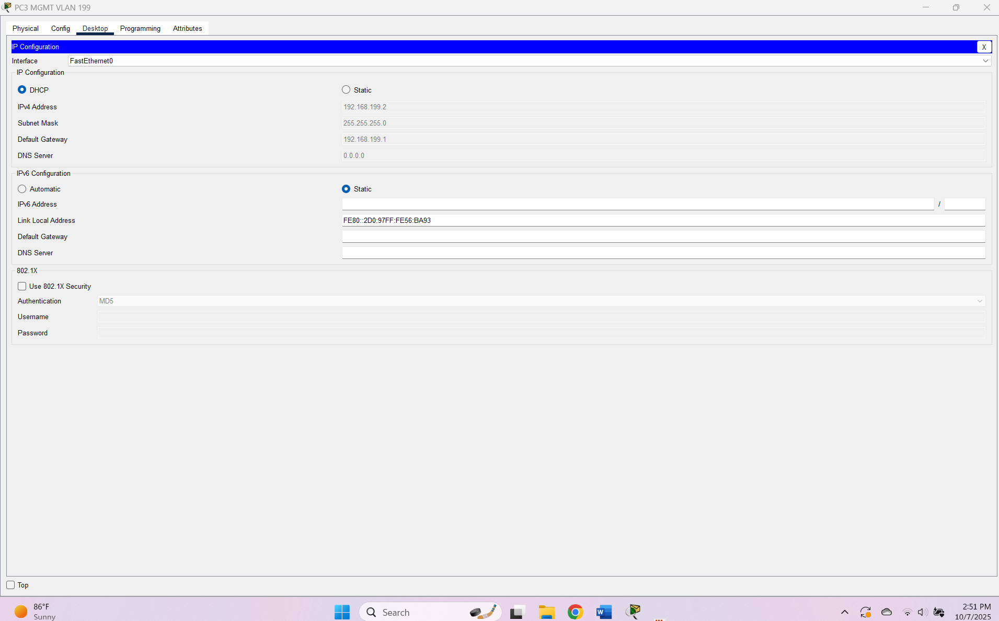 PC3 MGMT VLAN 199
Physical Config Desktop Programming Attributes
IP Configuration X
Interface FastEthernet0
IP Configuration
DHCP Static
IPv4 Address 192.168.199.2
Subnet Mask 255.255.255.0
Default Gateway 192.168.199.1
DNS Server 0.0.0.0
IPv6 Configuration
Automatic Static
IPv6 Address /
Link Local Address FE80::2D0:97FF:FE56:BA93
Default Gateway
DNS Server
802.1X
Use 802.1X Security
Authentication MD5
Username
Password
Top
86°F
Sunny
Search
W
2:51 PM
10/7/2025